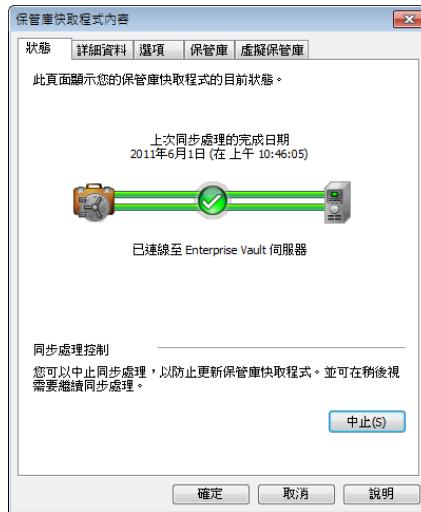 保管庫快取程式內容
狀態 詳細資料 選項 保管庫 虛擬保管庫
此頁面顯示您的保管庫快取程式的目前狀態。
上次同步處理的完成日期
2011年6月1日 (在 上午 10:46:05)
已連線至 Enterprise Vault 伺服器
同步處理控制
您可以中止同步處理，以防止更新保管庫快取程式。並可在稍後視
需要繼續同步處理。
中止(S)
確定 取消 說明